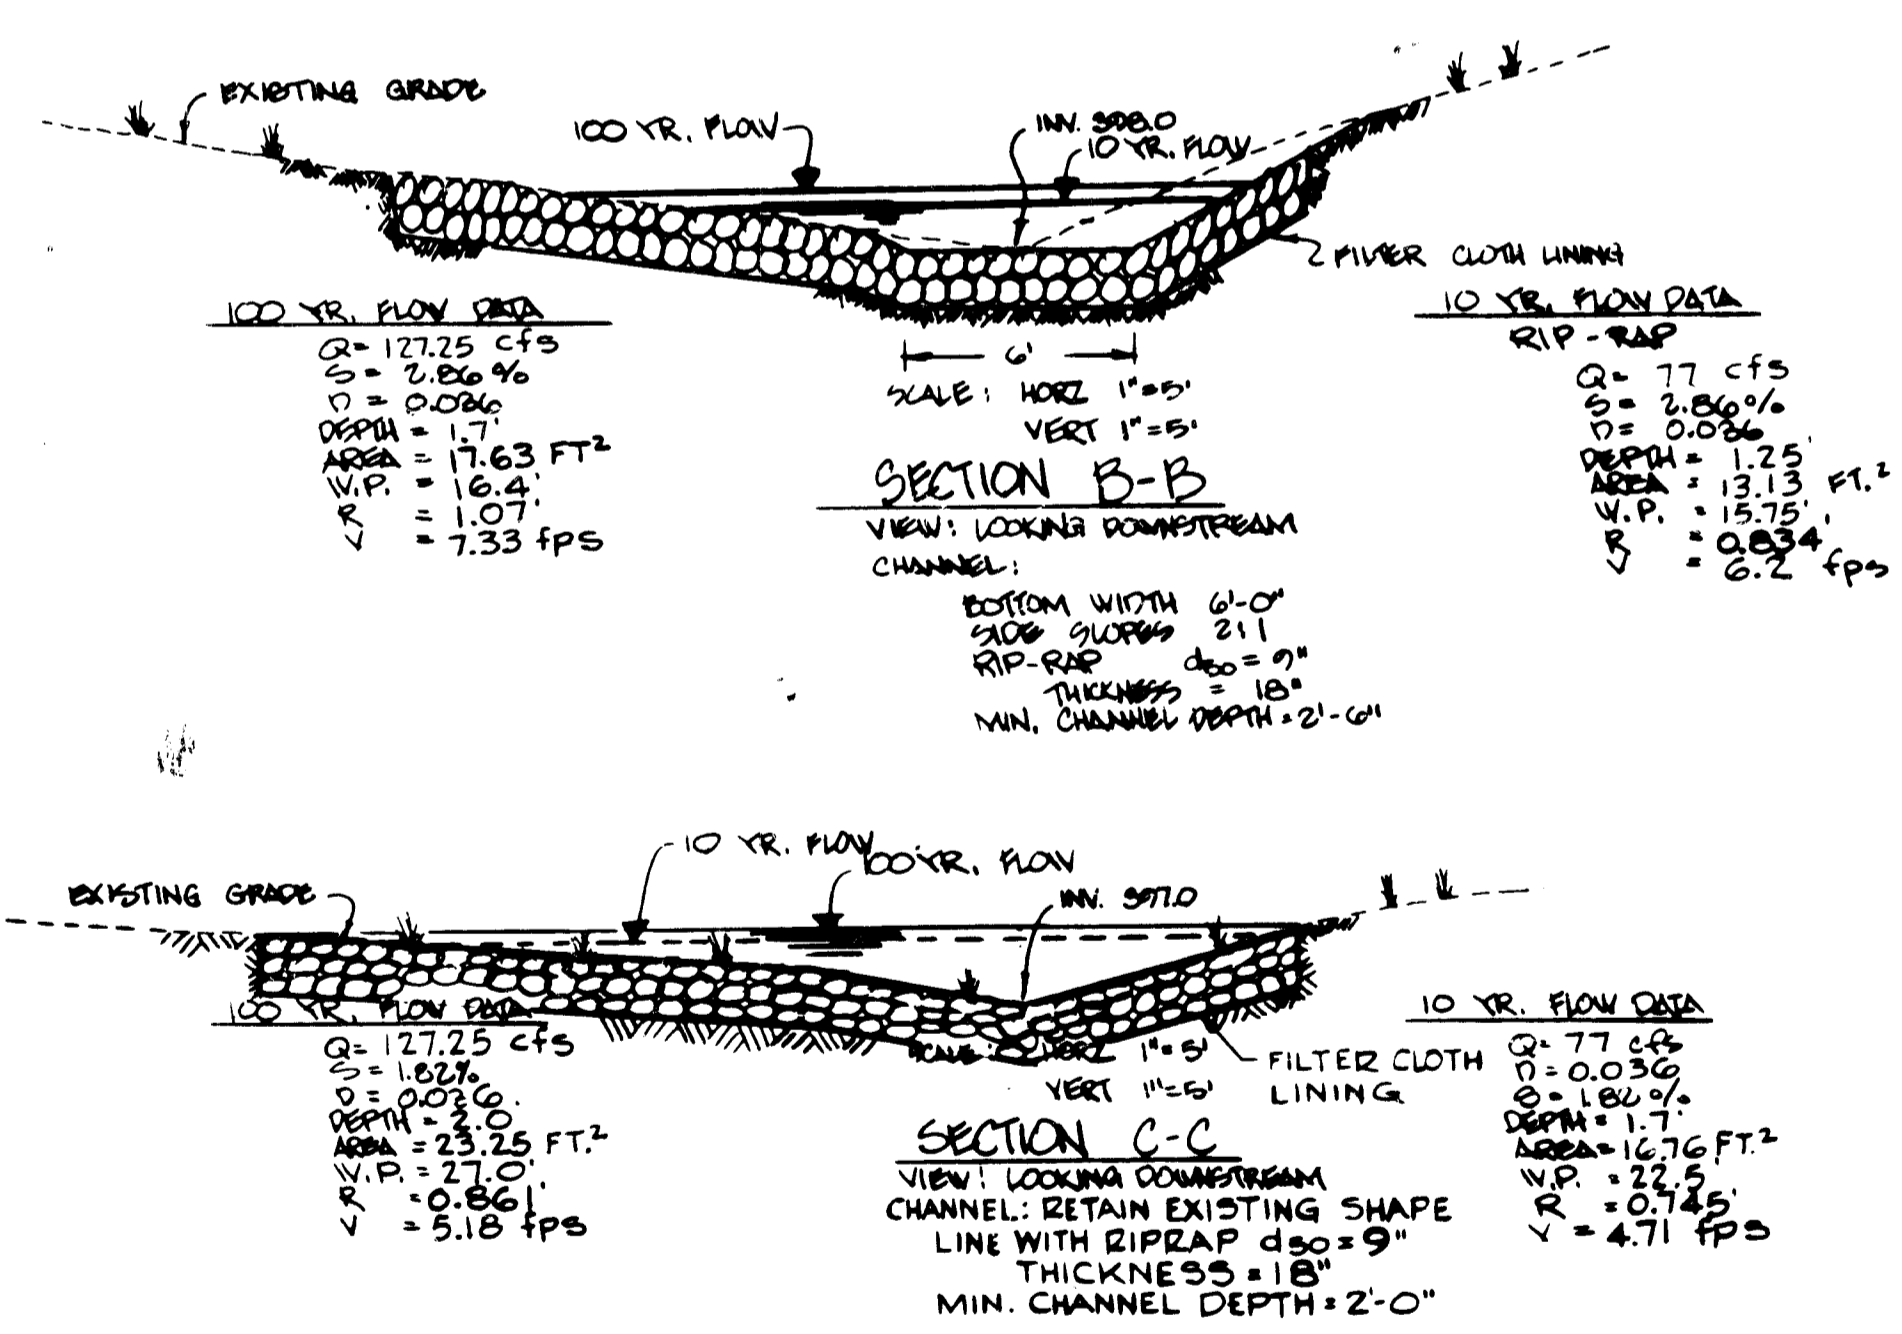 EXISTING GRADE
100 YR. FLOW
INV. 398.0
10 YR. FLOW
FILTER CLOTH LINING
100 YR. FLOW DATA
Q = 127.25 cfs
S = 2.86 %
n = 0.036
DEPTH = 1.7'
AREA = 17.63 FT²
W.P. = 16.4'
R = 1.07'
V = 7.33 fps
6'
SCALE: HORZ 1"=5'
VERT 1"=5'
SECTION B-B
VIEW: LOOKING DOWNSTREAM
CHANNEL:
BOTTOM WIDTH 6'-0"
SIDE SLOPES 2:1
RIP-RAP d50 = 9"
THICKNESS = 18"
MIN. CHANNEL DEPTH = 2'-6"
10 YR. FLOW DATA
RIP-RAP
Q = 77 cfs
S = 2.86%
n = 0.036
DEPTH = 1.25'
AREA = 13.13 FT.²
W.P. = 15.75'
R = 0.834'
V = 6.2 fps
10 YR. FLOW
100 YR. FLOW
EXISTING GRADE
INV. 397.0
100 YR. FLOW DATA
Q = 127.25 cfs
S = 1.82%
n = 0.036
DEPTH = 2.0'
AREA = 23.25 FT.²
W.P. = 27.0'
R = 0.861'
V = 5.18 fps
SCALE: HORZ 1"=5'
VERT 1"=5'
FILTER CLOTH
LINING
SECTION C-C
VIEW: LOOKING DOWNSTREAM
CHANNEL: RETAIN EXISTING SHAPE
LINE WITH RIPRAP d50 = 9"
THICKNESS = 18"
MIN. CHANNEL DEPTH = 2'-0"
10 YR. FLOW DATA
Q = 77 cfs
n = 0.036
S = 1.82 %
DEPTH = 1.7'
AREA = 16.76 FT.²
W.P. = 22.5'
R = 0.745'
V = 4.71 fps